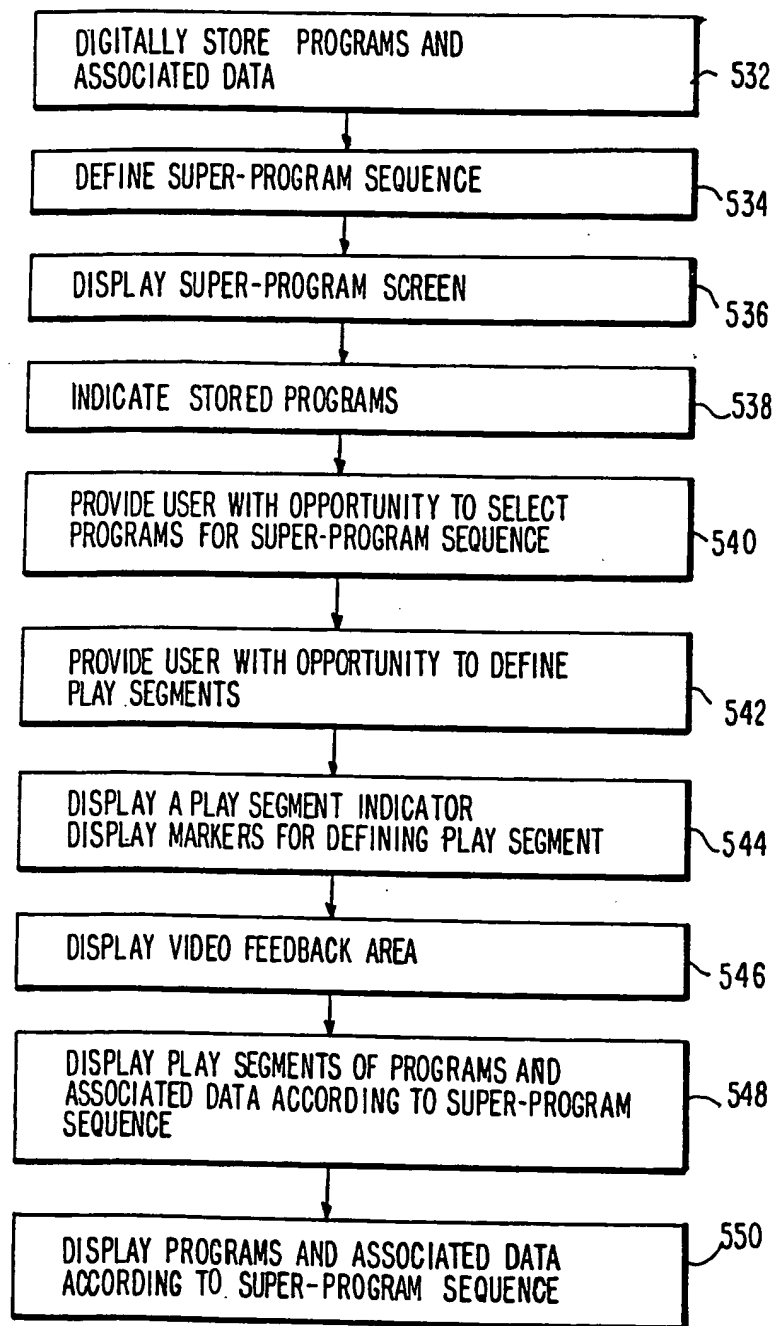 DIGITALLY STORE PROGRAMS AND
ASSOCIATED DATA
532
DEFINE SUPER-PROGRAM SEQUENCE
534
DISPLAY SUPER-PROGRAM SCREEN
536
INDICATE STORED PROGRAMS
538
PROVIDE USER WITH OPPORTUNITY TO SELECT
PROGRAMS FOR SUPER-PROGRAM SEQUENCE
540
PROVIDE USER WITH OPPORTUNITY TO DEFINE
PLAY SEGMENTS
542
DISPLAY A PLAY SEGMENT INDICATOR
DISPLAY MARKERS FOR DEFINING PLAY SEGMENT
544
DISPLAY VIDEO FEEDBACK AREA
546
DISPLAY PLAY SEGMENTS OF PROGRAMS AND
ASSOCIATED DATA ACCORDING TO SUPER-PROGRAM
SEQUENCE
548
DISPLAY PROGRAMS AND ASSOCIATED DATA
ACCORDING TO SUPER-PROGRAM SEQUENCE
550